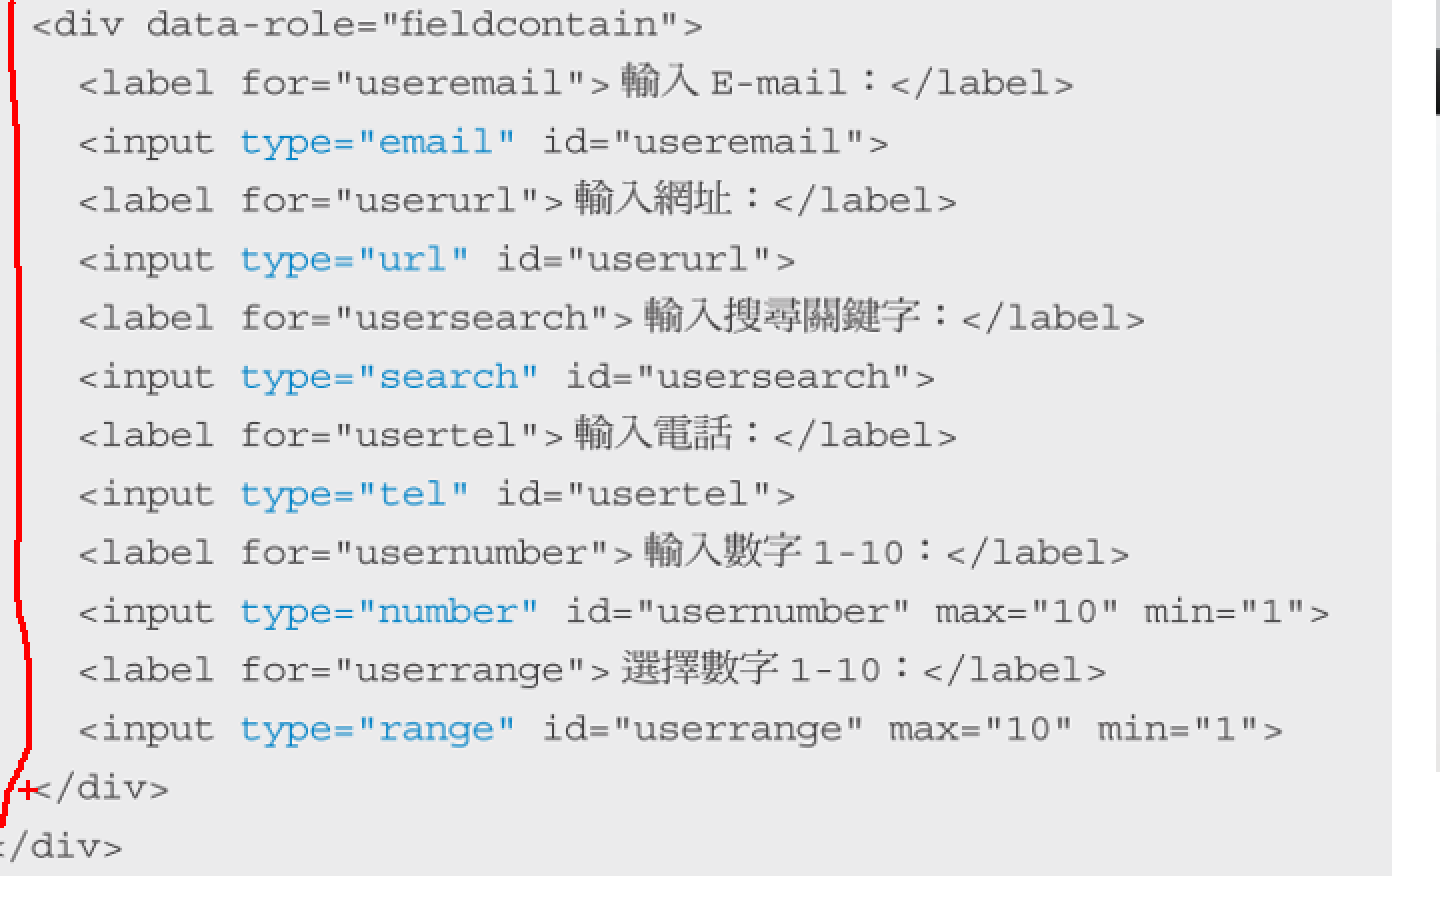 <div data-role="fieldcontain">
<label for="useremail">輸入 E-mail：</label>
<input type="email" id="useremail">
<label for="userurl">輸入網址：</label>
<input type="url" id="userurl">
<label for="usersearch">輸入搜尋關鍵字：</label>
<input type="search" id="usersearch">
<label for="usertel">輸入電話：</label>
<input type="tel" id="usertel">
<label for="usernumber">輸入數字 1-10：</label>
<input type="number" id="usernumber" max="10" min="1">
<label for="userrange">選擇數字 1-10：</label>
<input type="range" id="userrange" max="10" min="1">
</div>
</div>